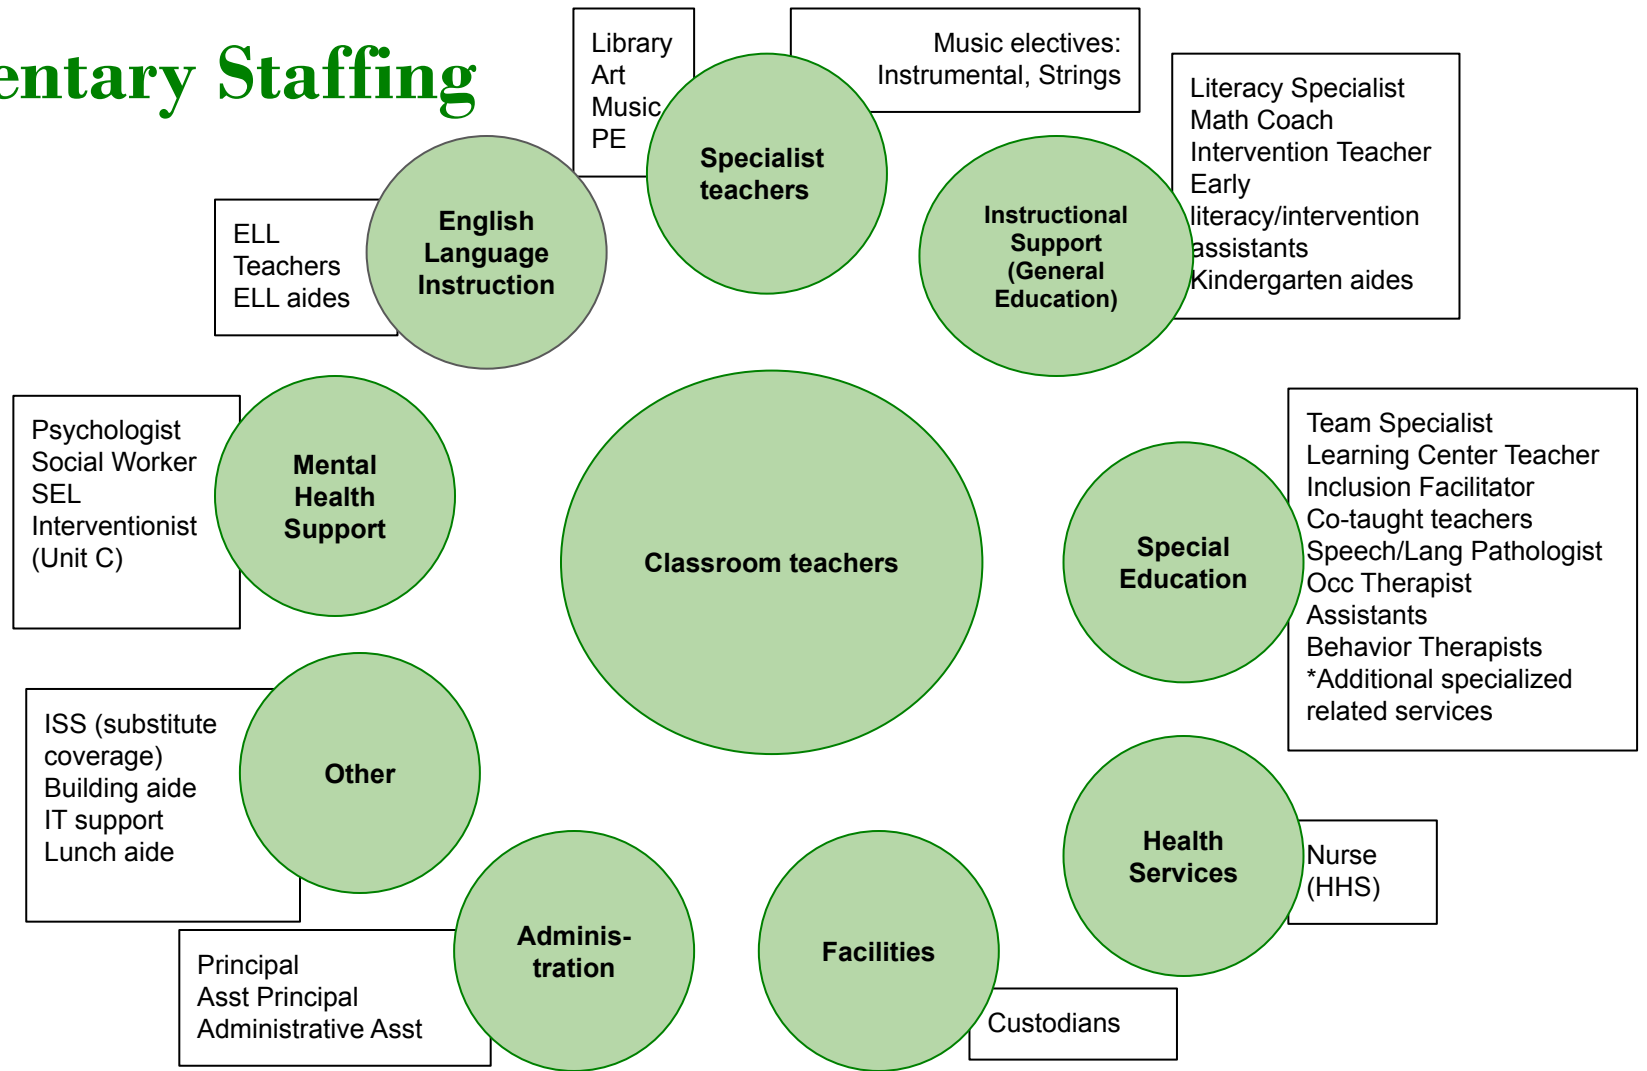 entary Staffing
Library
Art
Music
PE
Music electives:
Instrumental, Strings
Specialist
teachers
Literacy Specialist
Math Coach
Intervention Teacher
Early
literacy/intervention
assistants
Kindergarten aides
Instructional
Support
(General
Education)
English
Language
Instruction
ELL
Teachers
ELL aides
Psychologist
Social Worker
SEL
Interventionist
(Unit C)
Mental
Health
Support
Classroom teachers
Special
Education
Team Specialist
Learning Center Teacher
Inclusion Facilitator
Co-taught teachers
Speech/Lang Pathologist
Occ Therapist
Assistants
Behavior Therapists
*Additional specialized
related services
ISS (substitute
coverage)
Building aide
IT support
Lunch aide
Other
Health
Services
Nurse
(HHS)
Principal
Asst Principal
Administrative Asst
Adminis-
tration
Facilities
Custodians